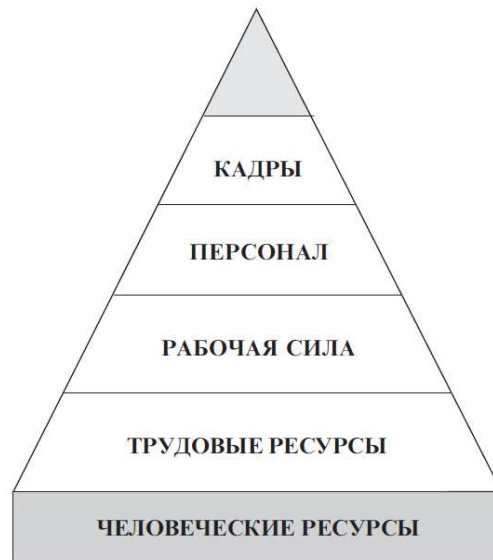 КАДРЫ
ПЕРСОНАЛ
РАБОЧАЯ СИЛА
ТРУДОВЫЕ РЕСУРСЫ
ЧЕЛОВЕЧЕСКИЕ РЕСУРСЫ